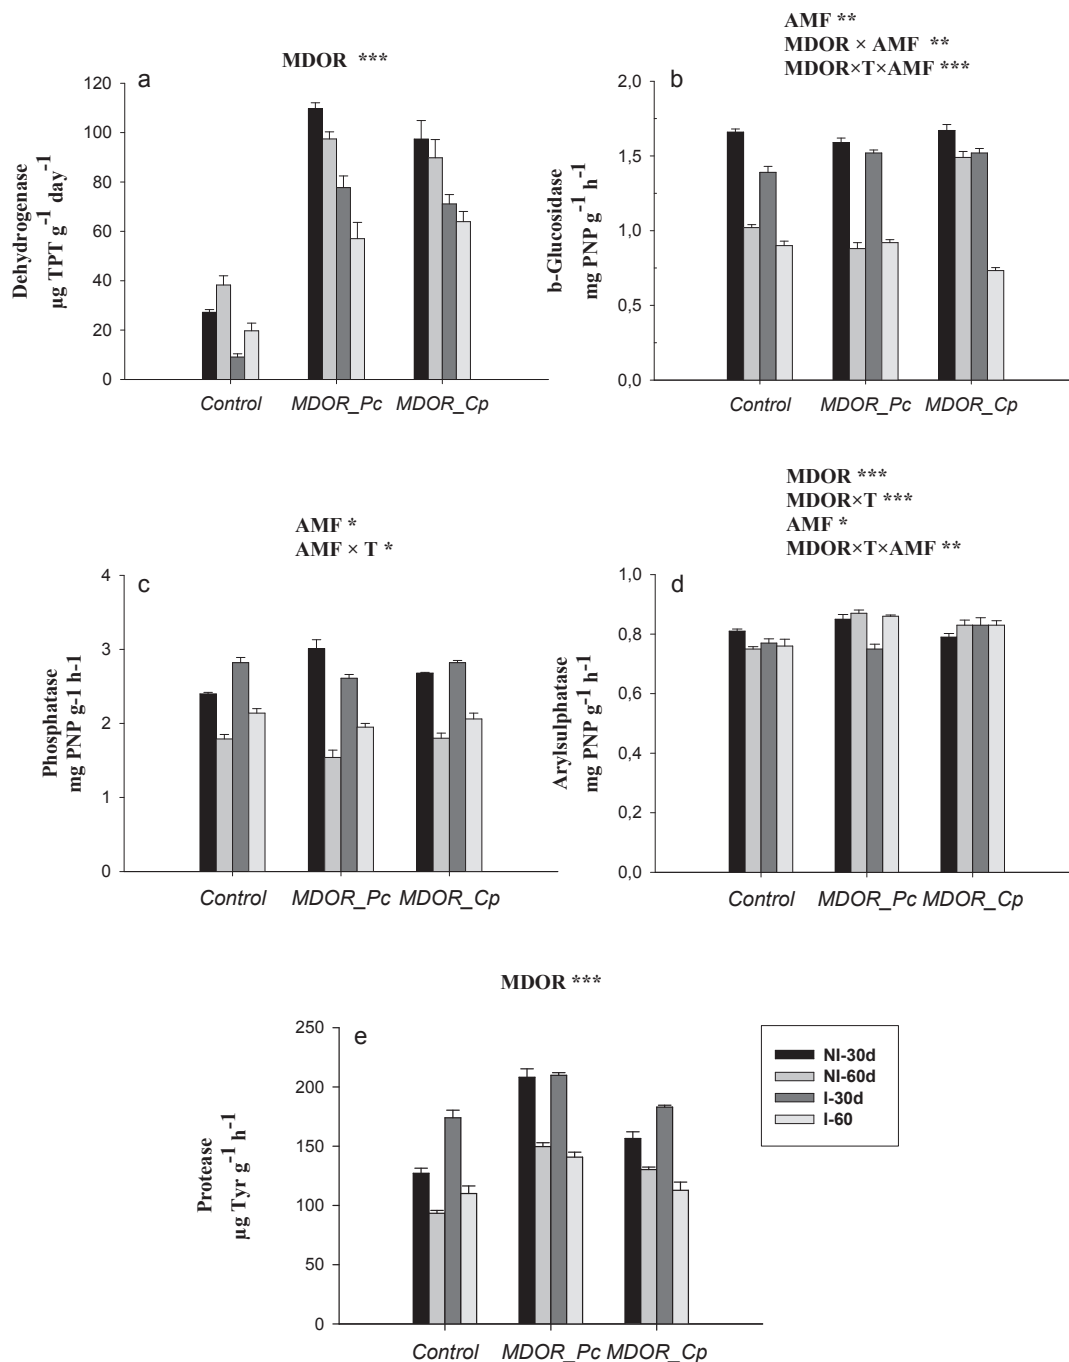 MDOR ***
a
120
100
80
60
40
20
0
Dehydrogenase
µg TPT g-1 day-1
Control MDOR_Pc MDOR_Cp
AMF **
MDOR × AMF **
MDOR×T×AMF ***
b
2,0
1,5
1,0
0,5
0,0
b-Glucosidase
mg PNP g-1 h-1
Control MDOR_Pc MDOR_Cp
AMF *
AMF × T *
c
4
3
2
1
0
Phosphatase
mg PNP g-1 h-1
Control MDOR_Pc MDOR_Cp
MDOR ***
MDOR×T ***
AMF *
MDOR×T×AMF **
d
1,0
0,8
0,6
0,4
0,2
0,0
Arylsulphatase
mg PNP g-1 h-1
Control MDOR_Pc MDOR_Cp
MDOR ***
e
250
200
150
100
50
0
Protease
µg Tyr g-1 h-1
Control MDOR_Pc MDOR_Cp
NI-30d
NI-60d
I-30d
I-60